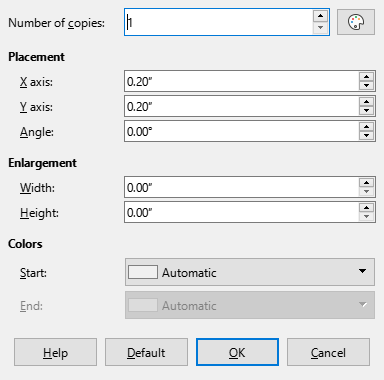 Number of copies: 1
Placement
X axis: 0.20″
Y axis: 0.20″
Angle: 0.00°
Enlargement
Width: 0.00″
Height: 0.00″
Colors
Start: Automatic
End: Automatic
Help Default OK Cancel